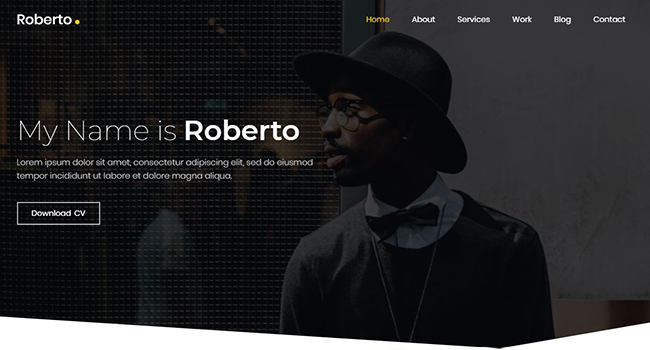 Roberto
Home About Services Work Blog Contact
My Name is Roberto
Lorem ipsum dolor sit amet, consectetur adipiscing elit, sed do eiusmod
tempor incididunt ut labore et dolore magna aliqua.
Download CV